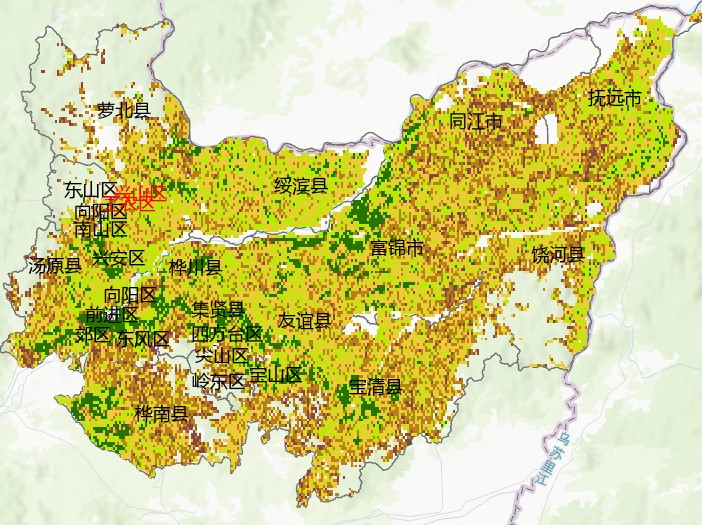 萝北县
同江市
抚远市
绥滨县
东山区
兴山区
向阳区
工农区
南山区
兴安区
汤原县
桦川县
富锦市
饶河县
向阳区
前进区
集贤县
友谊县
郊区
东风区
四方台区
尖山区
岭东区
宝山区
宝清县
桦南县
乌苏里江